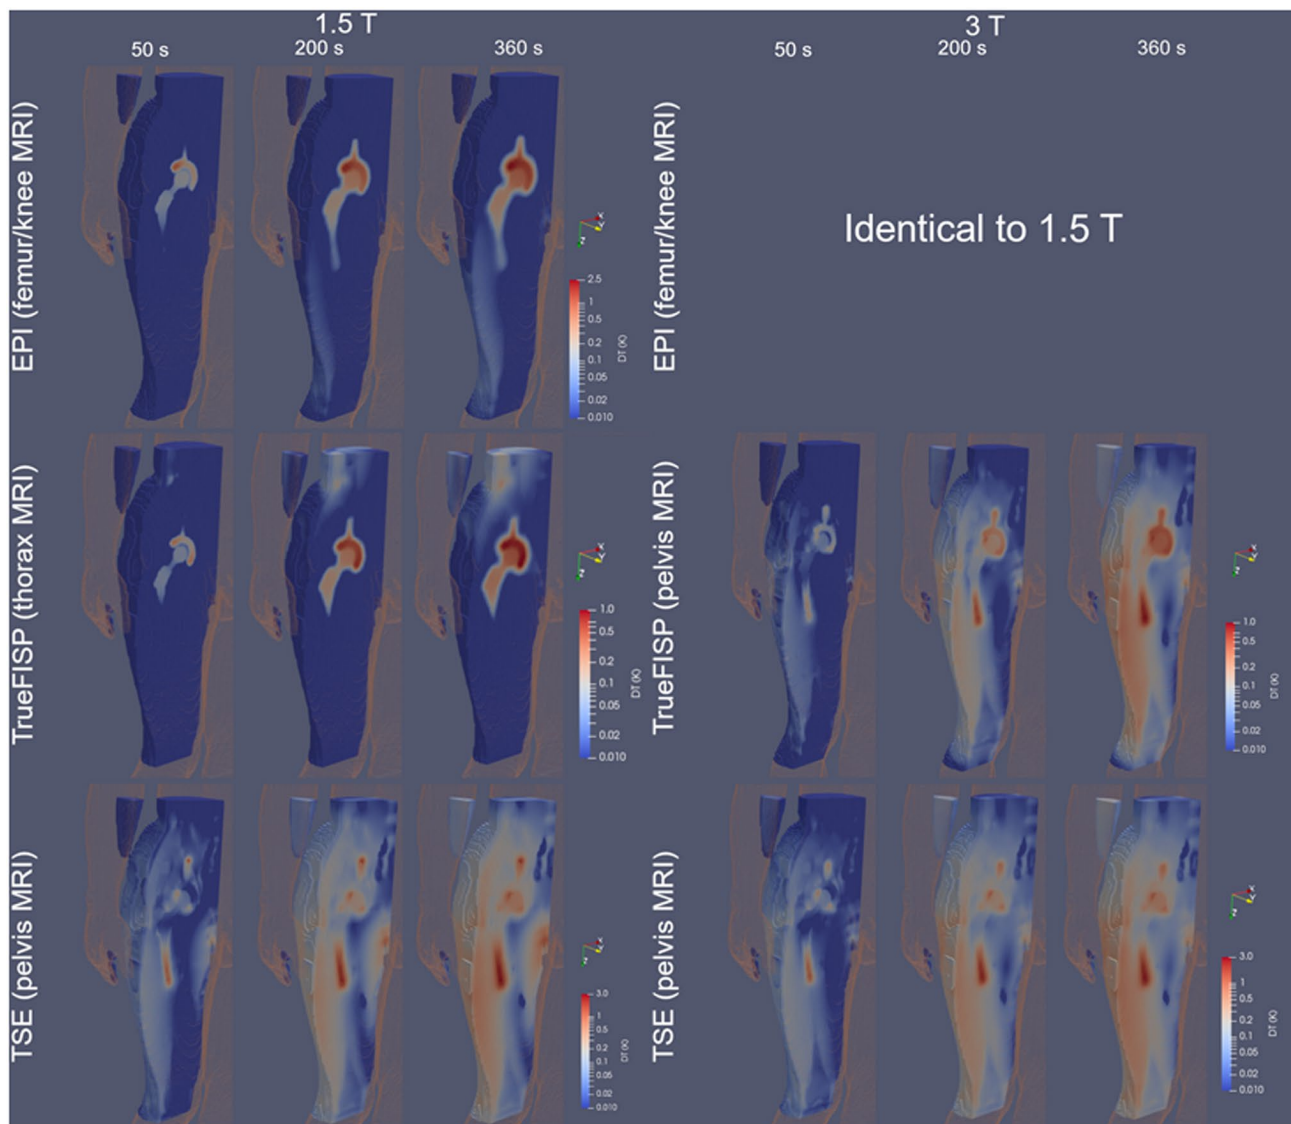 1.5 T
3 T
50 s 200 s 360 s
50 s 200 s 360 s
EPI (femur/knee MRI)
EPI (femur/knee MRI)
Identical to 1.5 T
2.5
1
0.5
0.2
0.1
0.05
0.02
0.010
DT (K)
TrueFISP (thorax MRI)
1.0
0.5
0.2
0.1
0.05
0.02
0.010
DT (K)
TrueFISP (pelvis MRI)
1.0
0.5
0.2
0.1
0.05
0.02
0.010
DT (K)
TSE (pelvis MRI)
3.0
1
0.5
0.2
0.1
0.05
0.02
0.010
DT (K)
TSE (pelvis MRI)
3.0
1
0.5
0.2
0.1
0.05
0.02
0.010
DT (K)